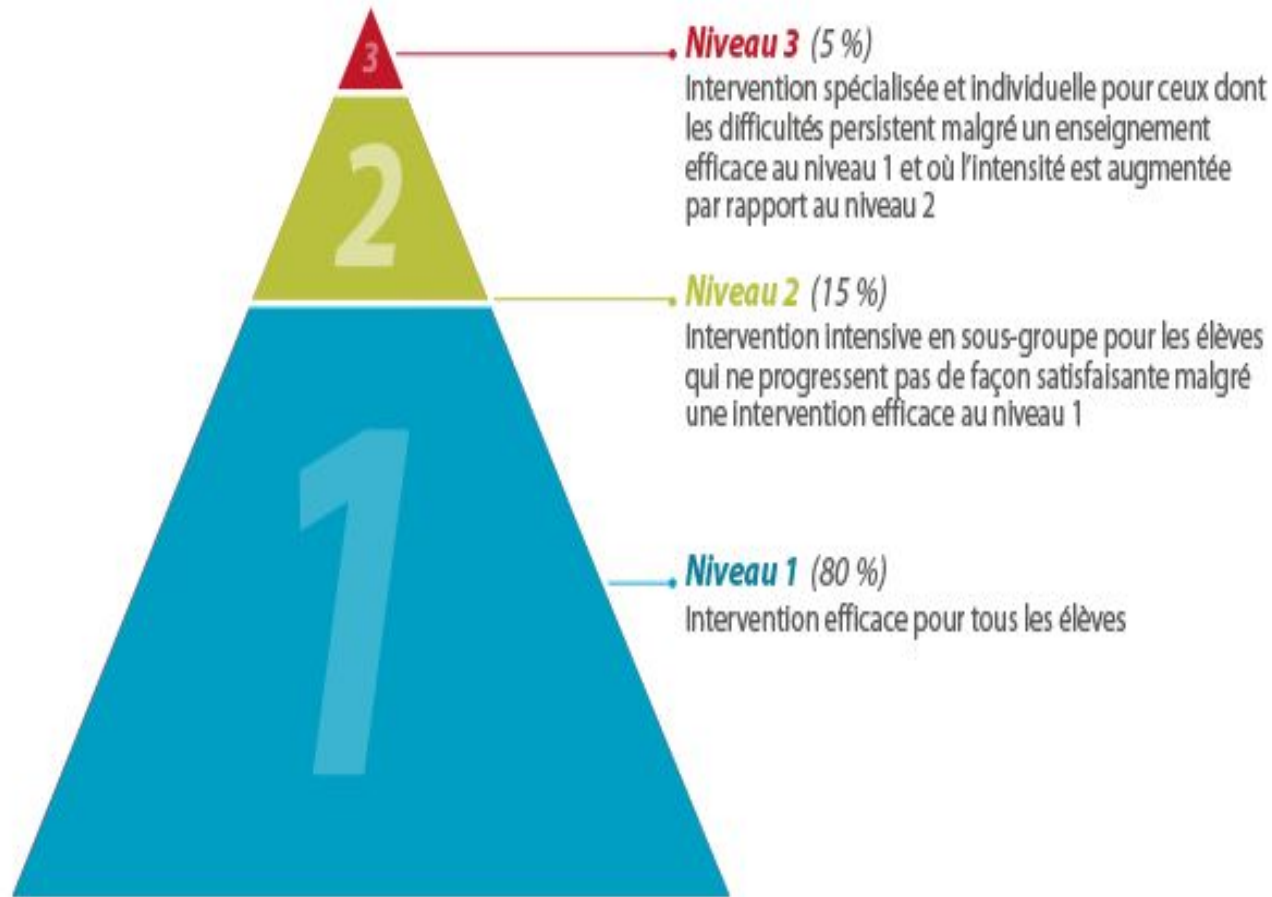 3
Niveau 3 (5 %)
Intervention spécialisée et individuelle pour ceux dont
les difficultés persistent malgré un enseignement
efficace au niveau 1 et où l'intensité est augmentée
par rapport au niveau 2
2
Niveau 2 (15 %)
Intervention intensive en sous-groupe pour les élèves
qui ne progressent pas de façon satisfaisante malgré
une intervention efficace au niveau 1
1
Niveau 1 (80 %)
Intervention efficace pour tous les élèves